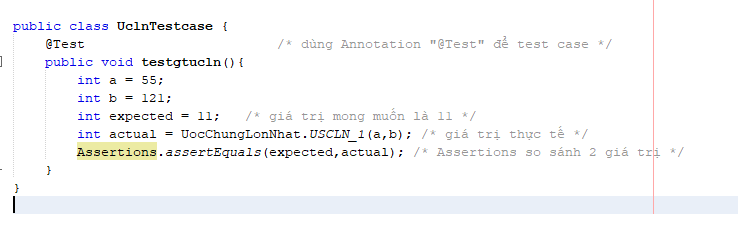 public class UclnTestcase {
@Test /* dùng Annotation "@Test" để test case */
public void testgtucln(){
int a = 55;
int b = 121;
int expected = 11; /* giá trị mong muốn là 11 */
int actual = UocChungLonNhat.USCLN_1(a,b); /* giá trị thực tế */
Assertions.assertEquals(expected,actual); /* Assertions so sánh 2 giá trị */
}
}